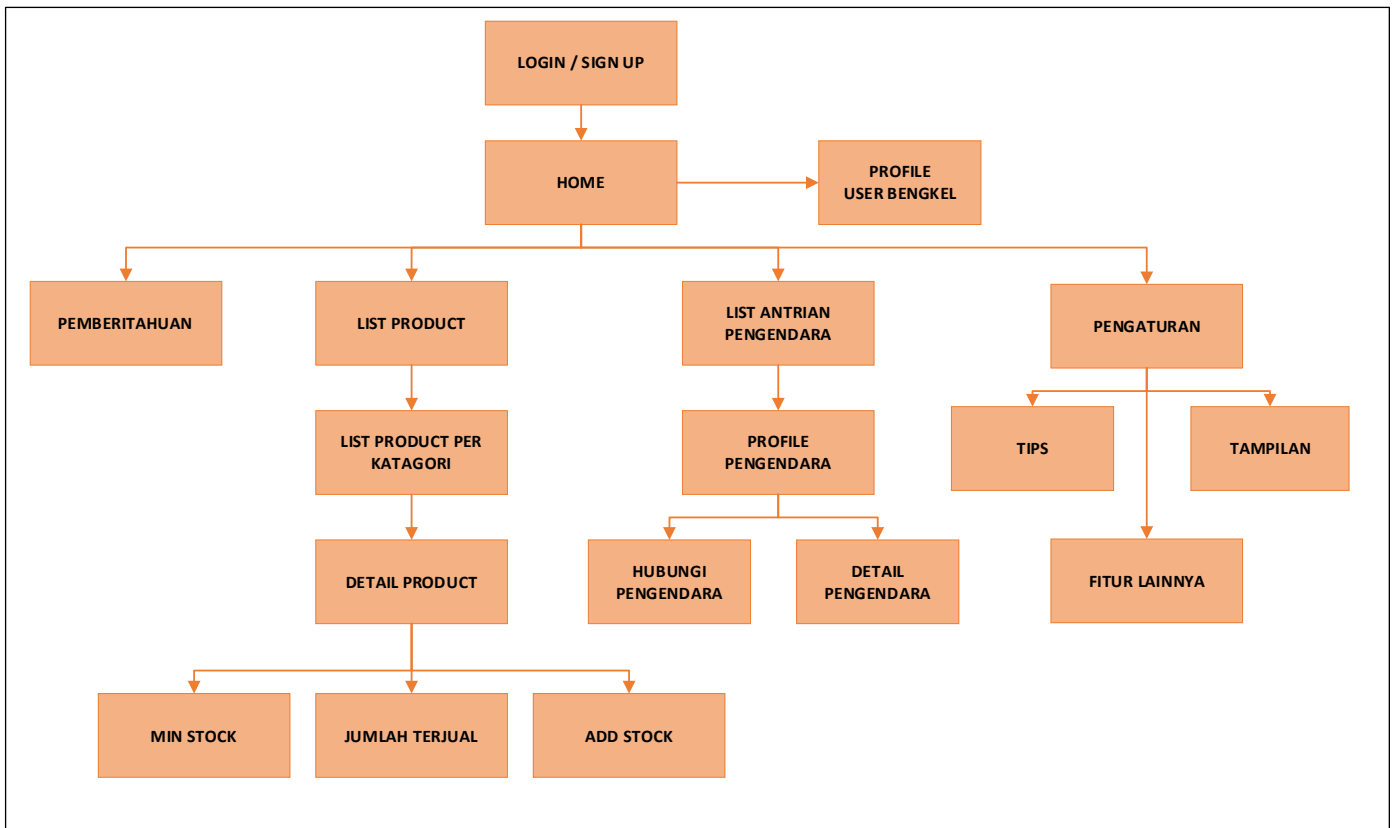 LOGIN / SIGN UP
HOME
PROFILE
USER BENGKEL
PEMBERITAHUAN
LIST PRODUCT
LIST ANTRIAN
PENGENDARA
PENGATURAN
LIST PRODUCT PER
KATAGORI
PROFILE
PENGENDARA
TIPS
TAMPILAN
DETAIL PRODUCT
HUBUNGI
PENGENDARA
DETAIL
PENGENDARA
FITUR LAINNYA
MIN STOCK
JUMLAH TERJUAL
ADD STOCK